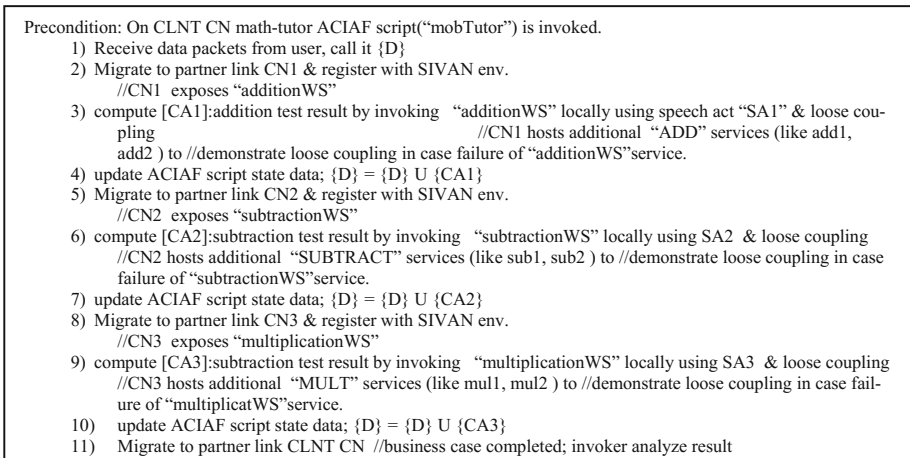 Precondition: On CLNT CN math-tutor ACIAF script(“mobTutor”) is invoked.
1) Receive data packets from user, call it {D}
2) Migrate to partner link CN1 & register with SIVAN env.
//CN1 exposes “additionWS”
3) compute [CA1]:addition test result by invoking “additionWS” locally using speech act “SA1” & loose cou-
pling //CN1 hosts additional “ADD” services (like add1,
add2 ) to //demonstrate loose coupling in case failure of “additionWS”service.
4) update ACIAF script state data; {D} = {D} U {CA1}
5) Migrate to partner link CN2 & register with SIVAN env.
//CN2 exposes “subtractionWS”
6) compute [CA2]:subtraction test result by invoking “subtractionWS” locally using SA2 & loose coupling
//CN2 hosts additional “SUBTRACT” services (like sub1, sub2 ) to //demonstrate loose coupling in case
failure of “subtractionWS”service.
7) update ACIAF script state data; {D} = {D} U {CA2}
8) Migrate to partner link CN3 & register with SIVAN env.
//CN3 exposes “multiplicationWS”
9) compute [CA3]:subtraction test result by invoking “multiplicationWS” locally using SA3 & loose coupling
//CN3 hosts additional “MULT” services (like mul1, mul2 ) to //demonstrate loose coupling in case fail-
ure of “multiplicatWS”service.
10) update ACIAF script state data; {D} = {D} U {CA3}
11) Migrate to partner link CLNT CN //business case completed; invoker analyze result